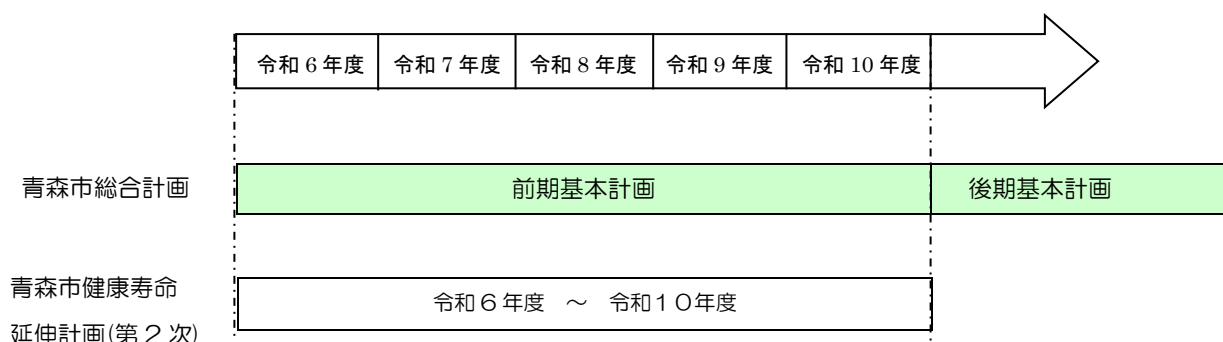 令和6年度 令和7年度 令和8年度 令和9年度 令和10年度
青森市総合計画 前期基本計画 後期基本計画
青森市健康寿命
延伸計画(第2次)
令和6年度 ～ 令和10年度